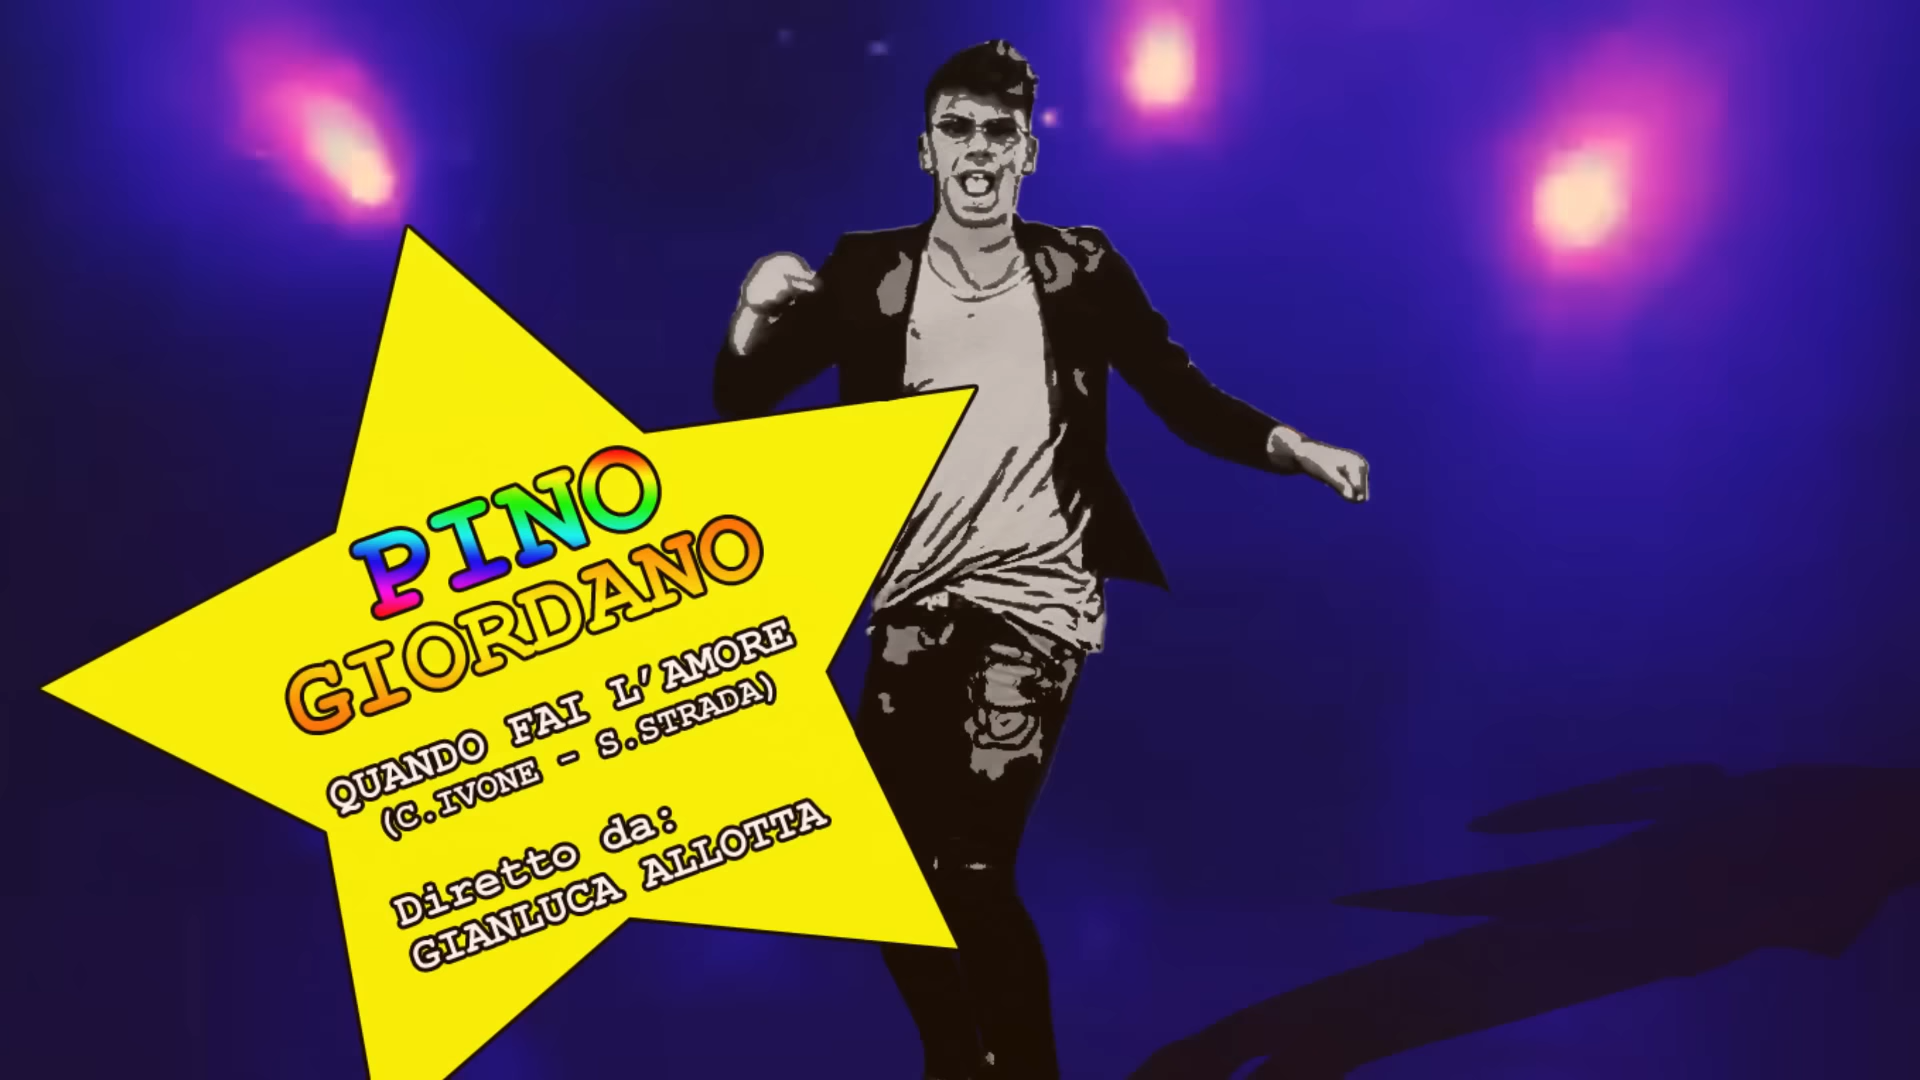 PINO
GIORDANO
QUANDO FAI L'AMORE
(C.IVONE - S.STRADA)
Diretto da:
GIANLUCA ALLOTTA